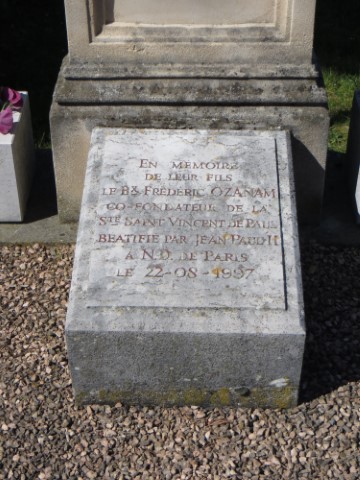 EN MEMOIRE
DE LEUR FILS
LE BX FRÉDÉRIC OZANAM
CO-FONDATEUR DE LA
STÉ SAINT VINCENT DE PAUL
BEATIFIE PAR JEAN PAUL II
A N.D. DE PARIS
LE 22-08-1997